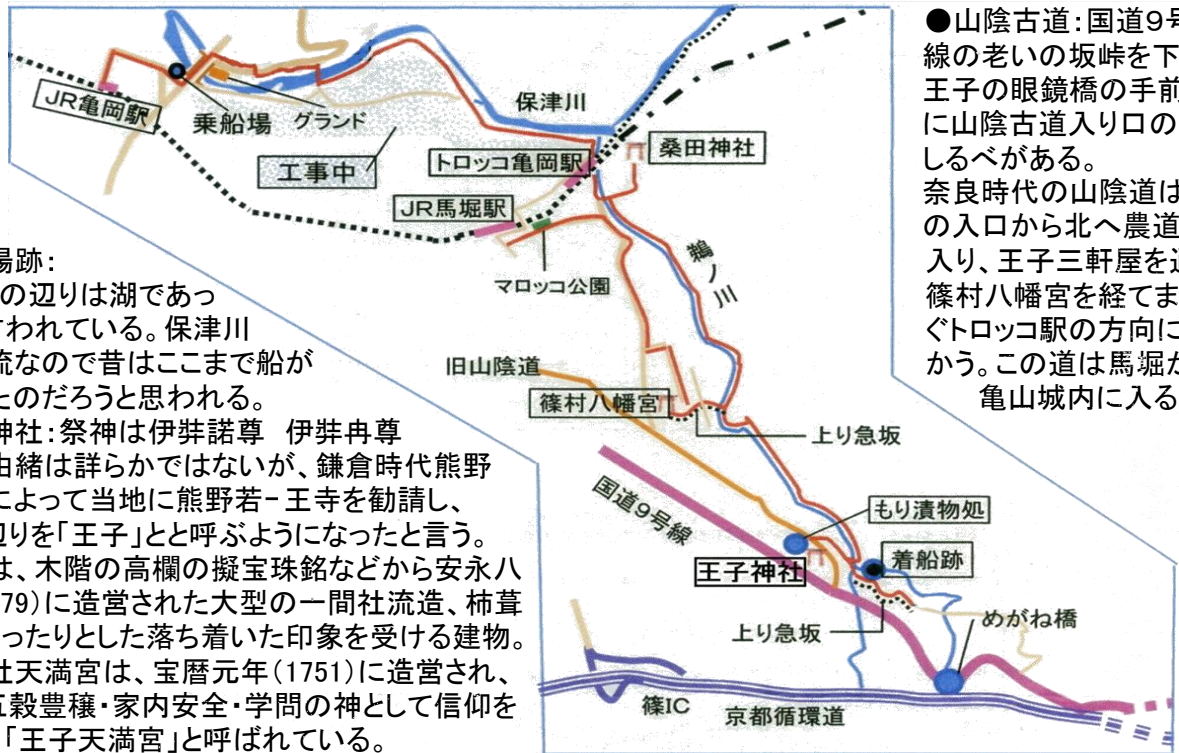 ●山陰古道:国道9号
線の老いの坂峠を下
王子の眼鏡橋の手前
に山陰古道入り口の
しるべがある。
奈良時代の山陰道は
の入口から北へ農道
入り、王子三軒屋を通
篠村八幡宮を経てま
ぐトロッコ駅の方向に
かう。この道は馬堀か
亀山城内に入る
JR亀岡駅
乗船場
グランド
保津川
工事中
トロッコ亀岡駅
桑田神社
JR馬堀駅
マロッコ公園
鵜ノ川
旧山陰道
篠村八幡宮
上り急坂
国道9号線
もり漬物処
王子神社
着船跡
上り急坂
めがね橋
篠IC
京都循環道
場跡:
の辺りは湖であっ
言われている。保津川
流なので昔はここまで船が
たのだろうと思われる。
神社:祭神は伊弉諾尊 伊弉冉尊
由緒は詳らかではないが、鎌倉時代熊野
によって当地に熊野若-王寺を勧請し、
辺りを「王子」とと呼ぶようになったと言う。
は、木階の高欄の擬宝珠銘などから安永八
79)に造営された大型の一間社流造、柿葺
ったりとした落ち着いた印象を受ける建物。
社天満宮は、宝暦元年(1751)に造営され、
五穀豊穣・家内安全・学問の神として信仰を
「王子天満宮」と呼ばれている。